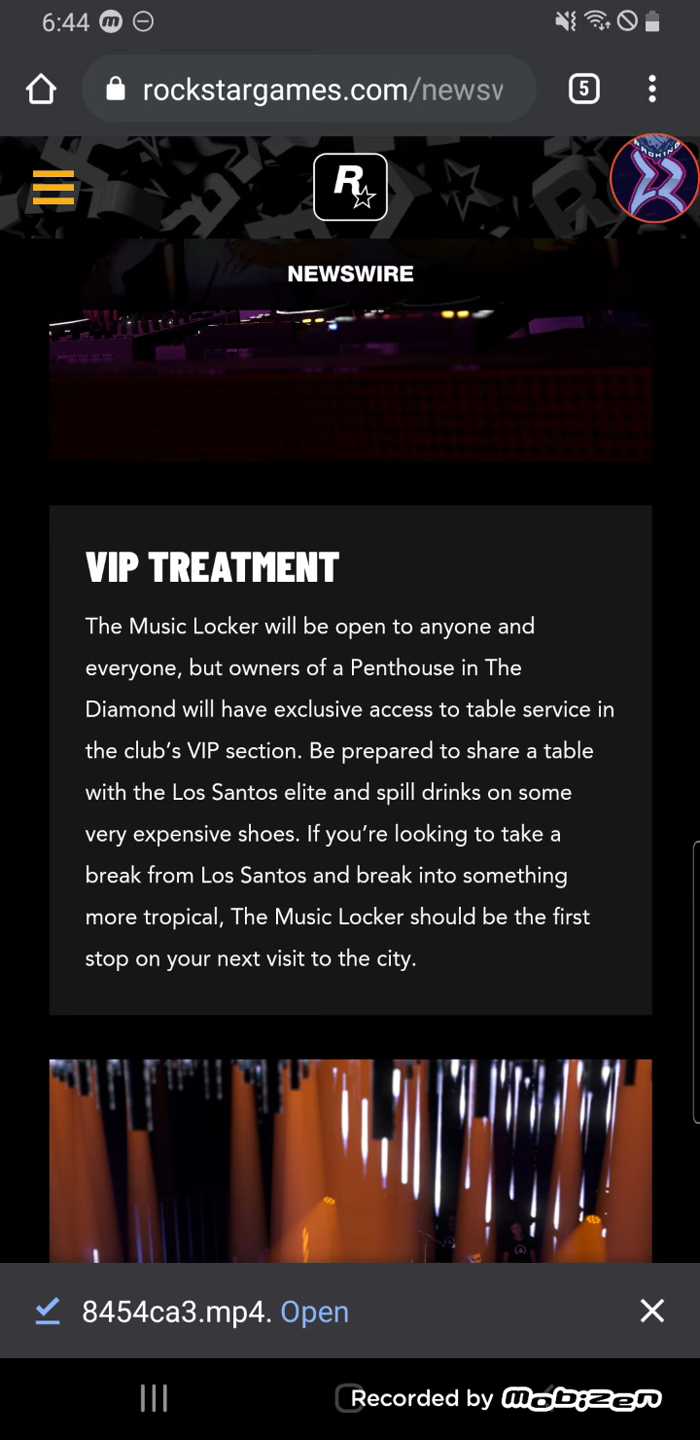 6:44
rockstargames.com/newsv
5
R
NEWSWIRE
VIP TREATMENT
The Music Locker will be open to anyone and
everyone, but owners of a Penthouse in The
Diamond will have exclusive access to table service in
the club’s VIP section. Be prepared to share a table
with the Los Santos elite and spill drinks on some
very expensive shoes. If you’re looking to take a
break from Los Santos and break into something
more tropical, The Music Locker should be the first
stop on your next visit to the city.
8454ca3.mp4. Open
Recorded by mobizen